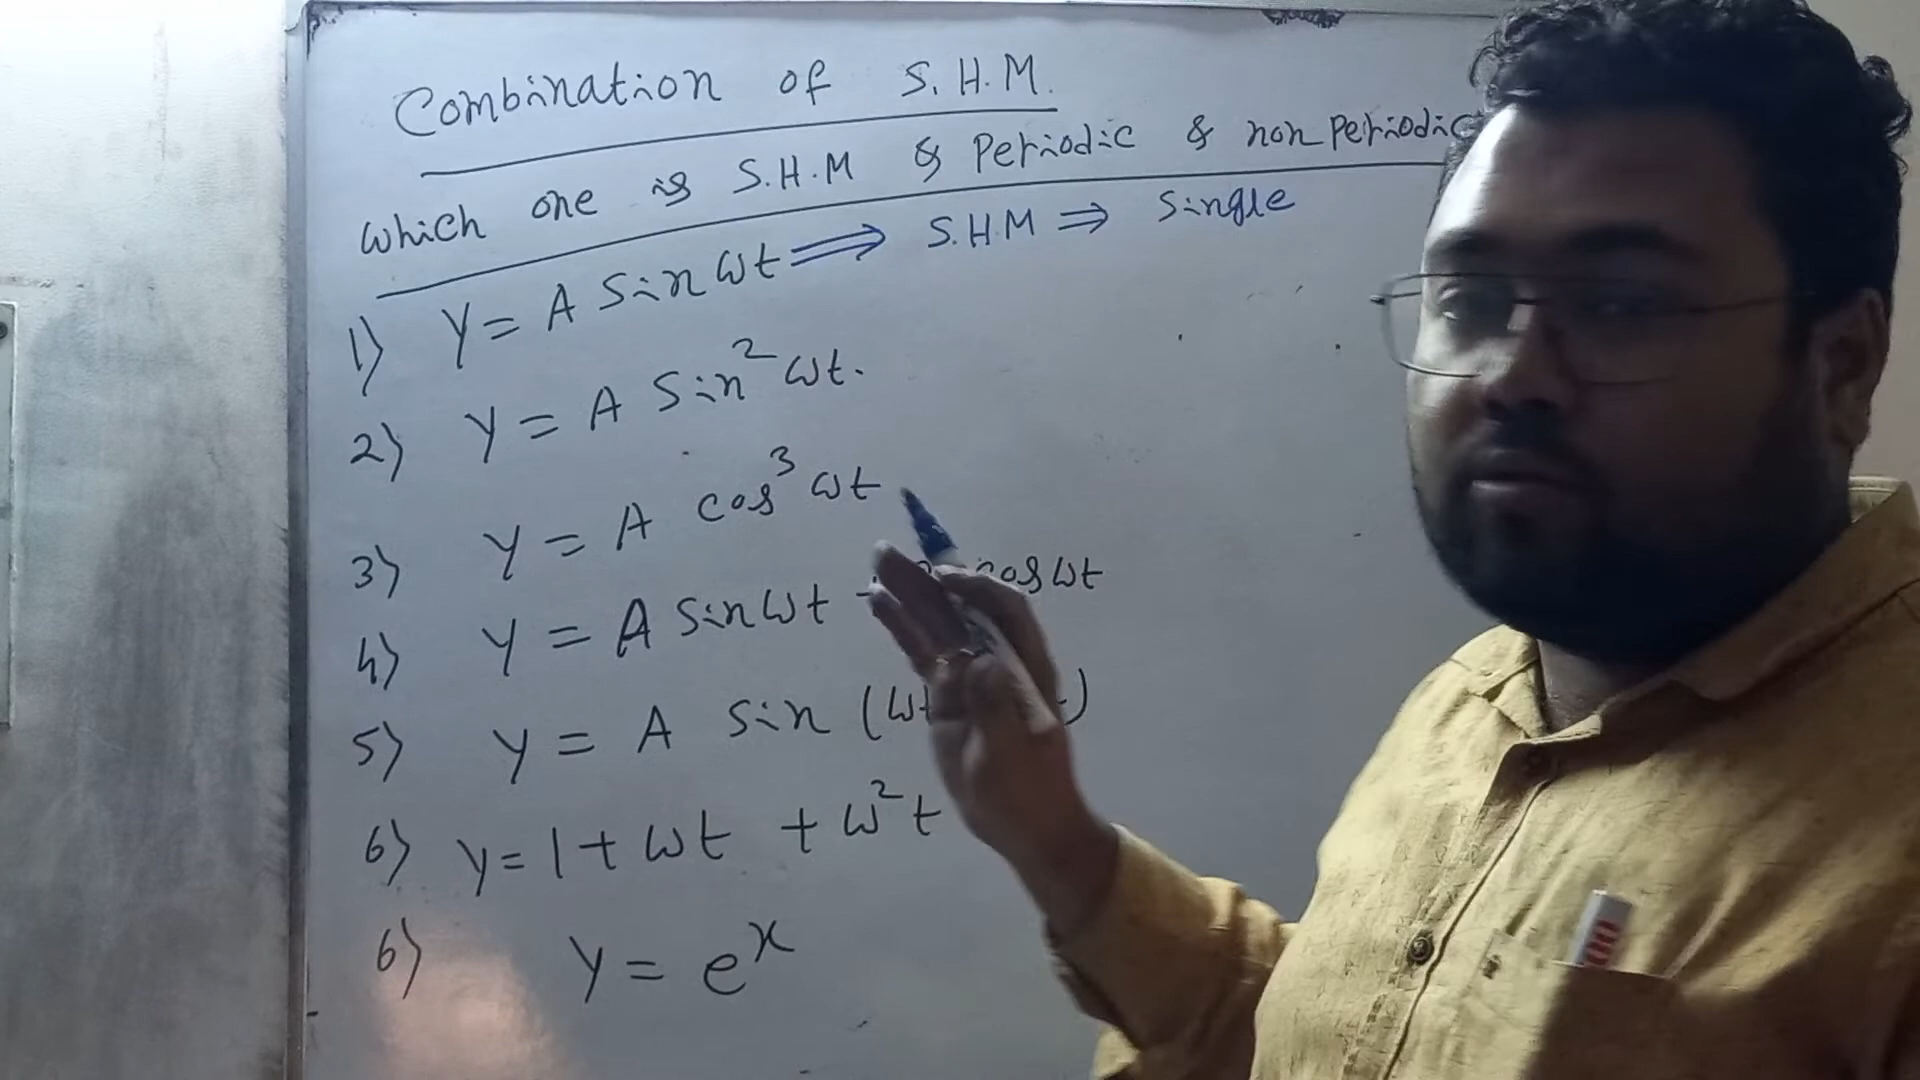 Combination of S.H.M.
which one is S.H.M & Periodic & non Periodic
1) Y = A Sin ωt ⟹ S.H.M ⇒ Single
2) Y = A Sin² ωt.
3) Y = A cos³ ωt
4) Y = A Sin ωt cos ωt
5) Y = A Sin (ωt )
6) Y = 1 + ωt + ω²t
6) Y = eˣ